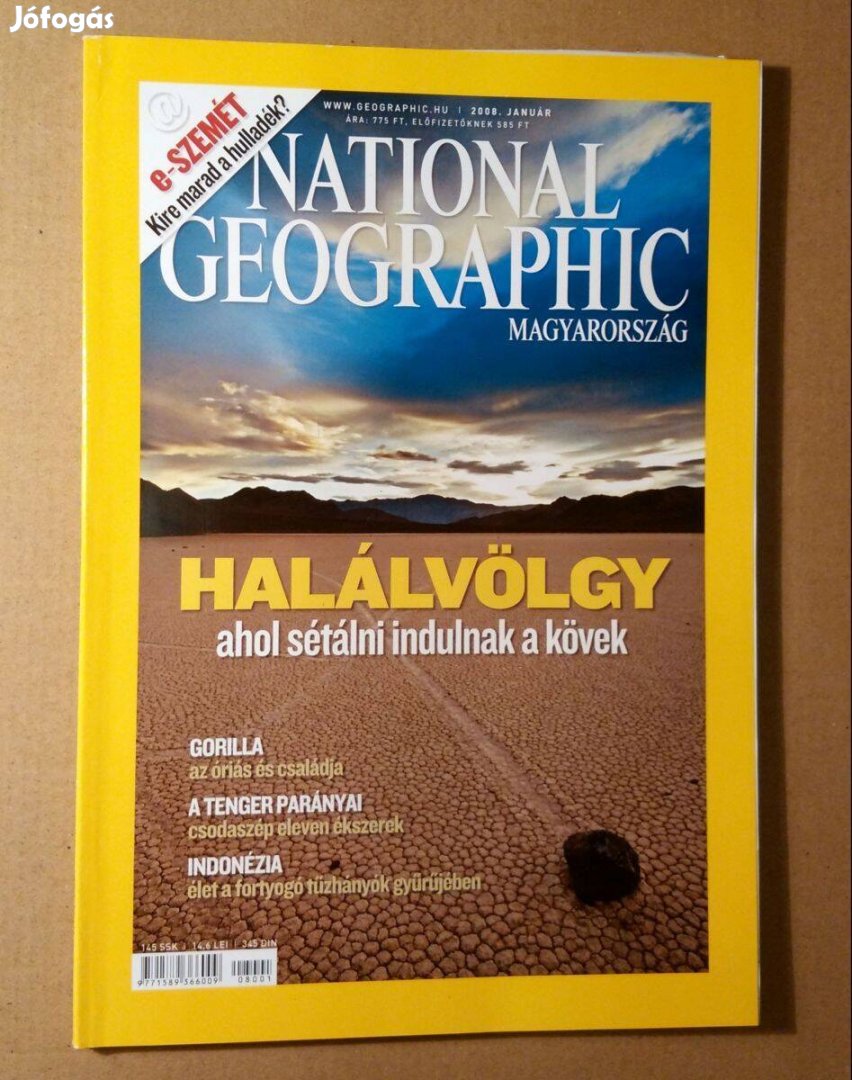 Jófogás
@
e-SZEMÉT
Kire marad a hulladék?
WWW.GEOGRAPHIC.HU | 2008. JANUÁR
ÁRA: 775 FT, ELŐFIZETŐKNEK 585 FT
NATIONAL
GEOGRAPHIC
MAGYARORSZÁG
HALÁLVÖLGY
ahol sétálni indulnak a kövek
GORILLA
az óriás és családja
A TENGER PARÁNYAI
csodaszép eleven ékszerek
INDONÉZIA
élet a fortyogó tűzhányók gyűrűjében
145 SSK | 14,6 LEI | 345 DIN
9771589366009
08001